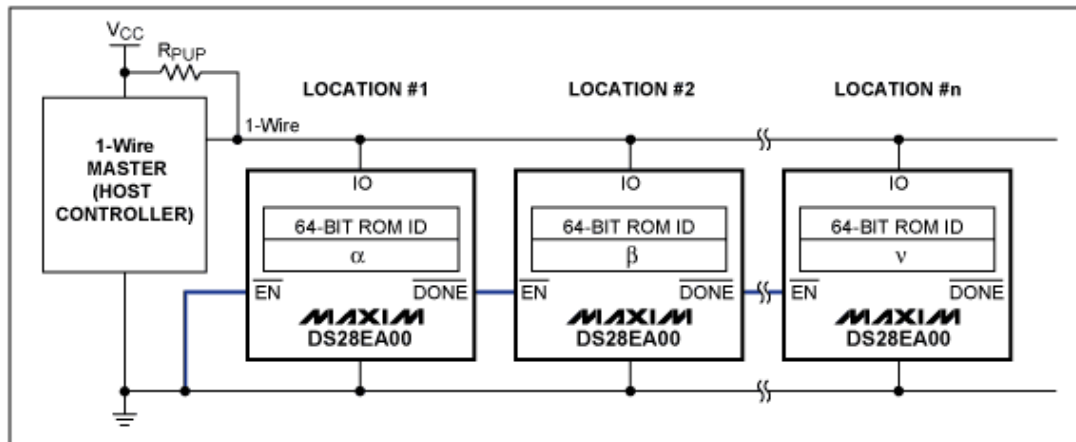 VCC
RPUP
LOCATION #1 LOCATION #2 LOCATION #n
1-Wire
1-Wire
MASTER
(HOST
CONTROLLER)
IO IO IO
64-BIT ROM ID 64-BIT ROM ID 64-BIT ROM ID
α β ν
EN DONE EN DONE EN DONE
MAXIM MAXIM MAXIM
DS28EA00 DS28EA00 DS28EA00